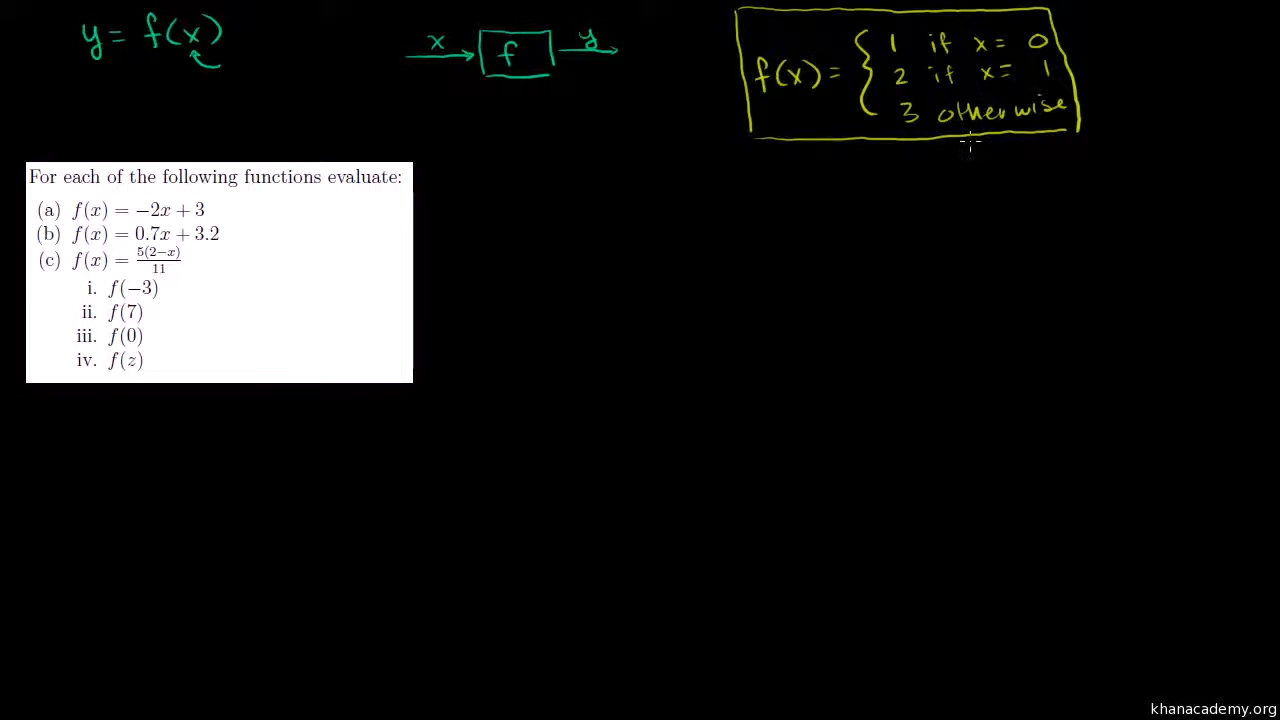 y = f(x)
x f y
f(x) = { 1 if x = 0
2 if x = 1
3 otherwise
For each of the following functions evaluate:
(a) f(x) = −2x + 3
(b) f(x) = 0.7x + 3.2
(c) f(x) = 5(2−x)/11
i. f(−3)
ii. f(7)
iii. f(0)
iv. f(z)
khanacademy.org